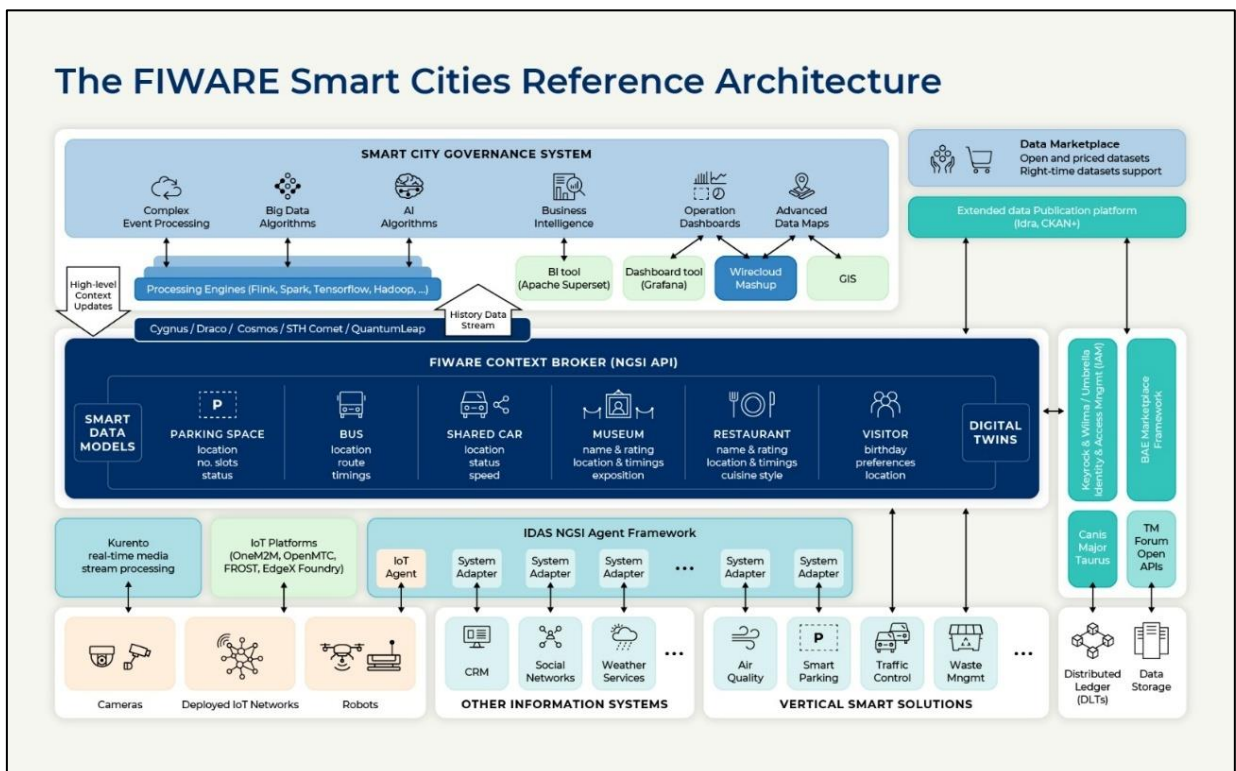 The FIWARE Smart Cities Reference Architecture
SMART CITY GOVERNANCE SYSTEM
Complex
Event Processing
Big Data
Algorithms
AI
Algorithms
Business
Intelligence
Operation
Dashboards
Advanced
Data Maps
Data Marketplace
Open and priced datasets
Right-time datasets support
Extended data Publication platform
(Idra, CKAN+)
High-level
Context
Updates
Processing Engines (Flink, Spark, Tensorflow, Hadoop, ...)
BI tool
(Apache Superset)
Dashboard tool
(Grafana)
Wirecloud
Mashup
GIS
History Data
Stream
Cygnus / Draco / Cosmos / STH Comet / QuantumLeap
FIWARE CONTEXT BROKER (NGSI API)
SMART
DATA
MODELS
P
PARKING SPACE
location
no. slots
status
BUS
location
route
timings
SHARED CAR
location
status
speed
MUSEUM
name & rating
location & timings
exposition
RESTAURANT
name & rating
location & timings
cuisine style
VISITOR
birthday
preferences
location
DIGITAL
TWINS
Keyrock & Wilma / Umbrella
Identity & Access Mngmt (IAM)
BAE Marketplace
Framework
Kurento
real-time media
stream processing
IoT Platforms
(OneM2M, OpenMTC,
FROST, EdgeX Foundry)
IDAS NGSI Agent Framework
IoT
Agent
System
Adapter
System
Adapter
System
Adapter
...
System
Adapter
System
Adapter
Canis
Major
Taurus
TM
Forum
Open
APIs
Cameras
Deployed IoT Networks
Robots
CRM
Social
Networks
Weather
Services
...
OTHER INFORMATION SYSTEMS
Air
Quality
P
Smart
Parking
Traffic
Control
Waste
Mngmt
...
VERTICAL SMART SOLUTIONS
Distributed
Ledger
(DLTs)
Data
Storage